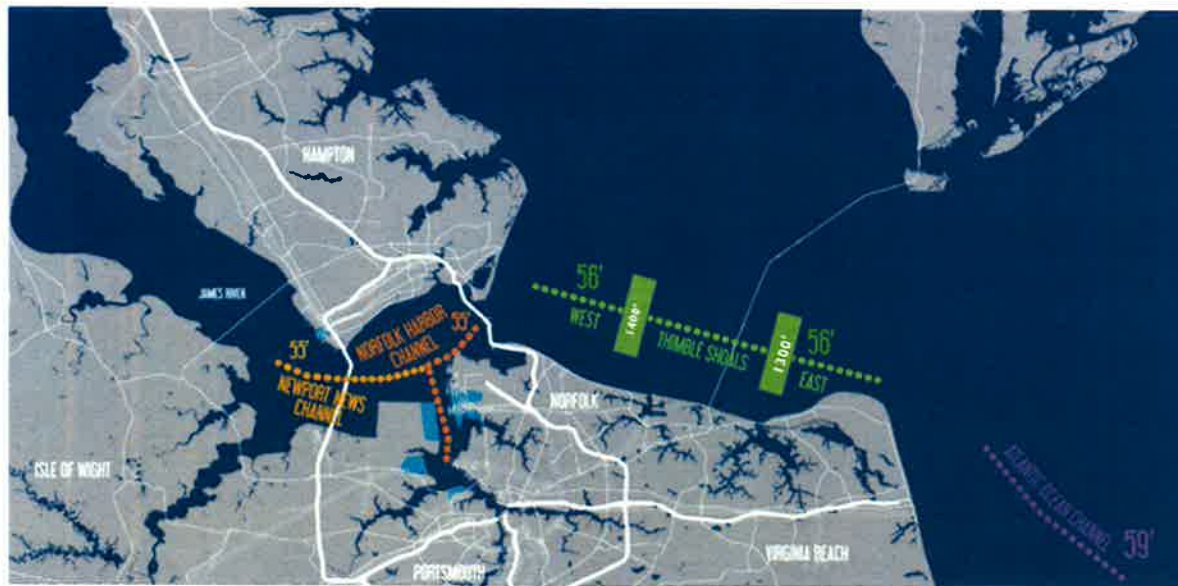 HAMPTON
JAMES RIVER
56'
WEST
1400'
THIMBLE SHOALS
1300'
56'
EAST
NORFOLK HARBOR
CHANNEL
55'
55'
NEWPORT NEWS
CHANNEL
NORFOLK
ISLE OF WIGHT
ATLANTIC OCEAN CHANNEL
59'
VIRGINIA BEACH
PORTSMOUTH